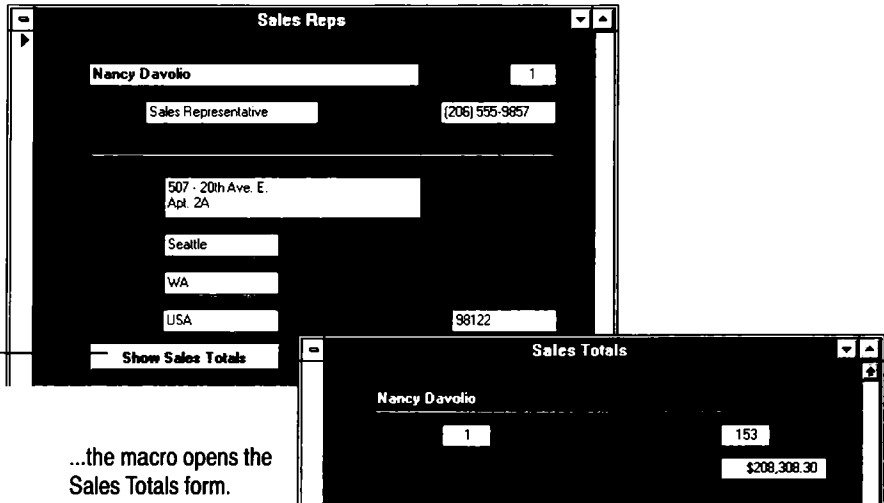 Sales Reps
Nancy Davolio
1
Sales Representative
(206) 555-9857
507 - 20th Ave. E.
Apt. 2A
Seattle
WA
USA
98122
Show Sales Totals
Sales Totals
Nancy Davolio
1
153
$208,308.30
...the macro opens the
Sales Totals form.